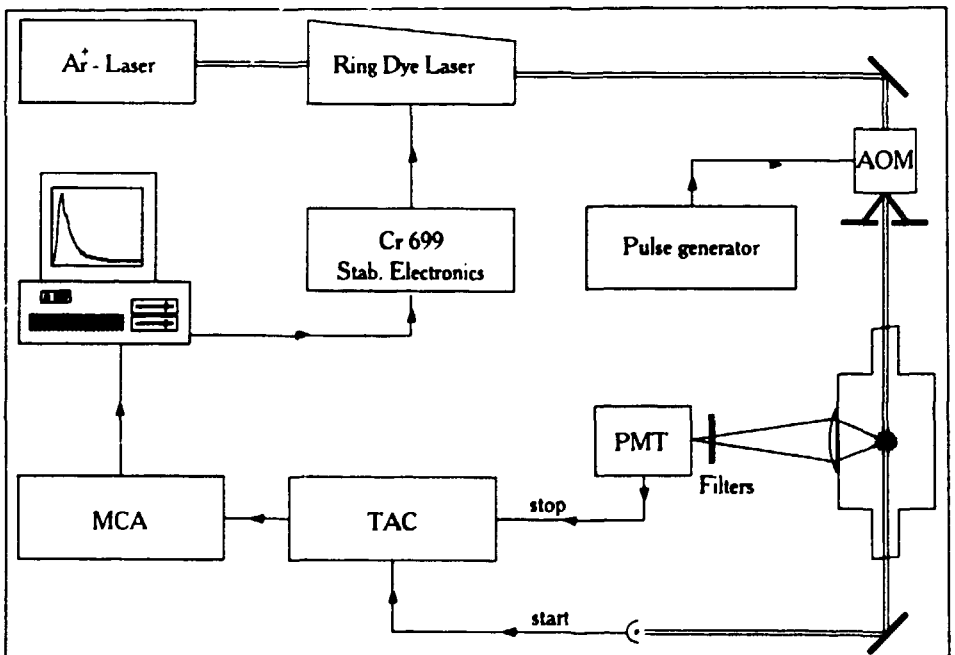 Ar+ - Laser
Ring Dye Laser
AOM
Cr 699
Stab. Electronics
Pulse generator
PMT
Filters
MCA
TAC
stop
start